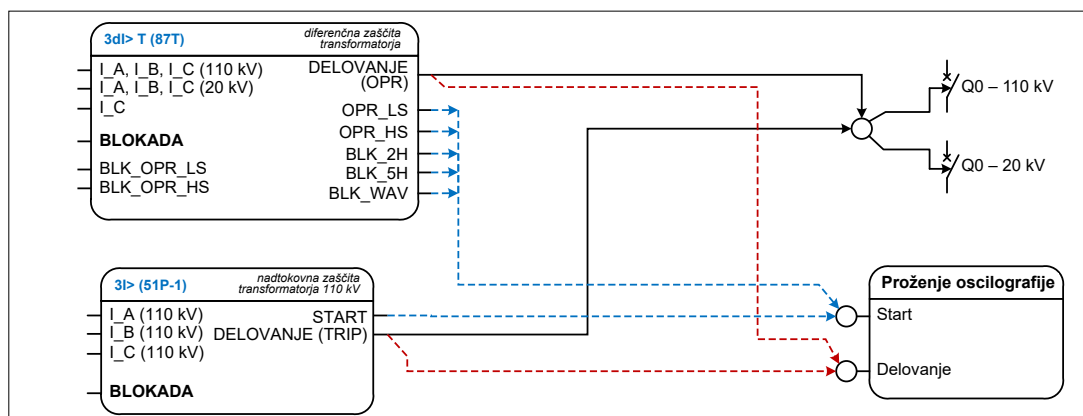 3dI> T (87T)
diferenčna zaščita
transformatorja
I_A, I_B, I_C (110 kV)
I_A, I_B, I_C (20 kV)
I_C
BLOKADA
BLK_OPR_LS
BLK_OPR_HS
DELOVANJE
(OPR)
OPR_LS
OPR_HS
BLK_2H
BLK_5H
BLK_WAV
Q0 – 110 kV
Q0 – 20 kV
3I> (51P-1)
nadtokovna zaščita
transformatorja 110 kV
I_A (110 kV)
I_B (110 kV)
I_C (110 kV)
BLOKADA
START
DELOVANJE (TRIP)
Proženje oscilografije
Start
Delovanje